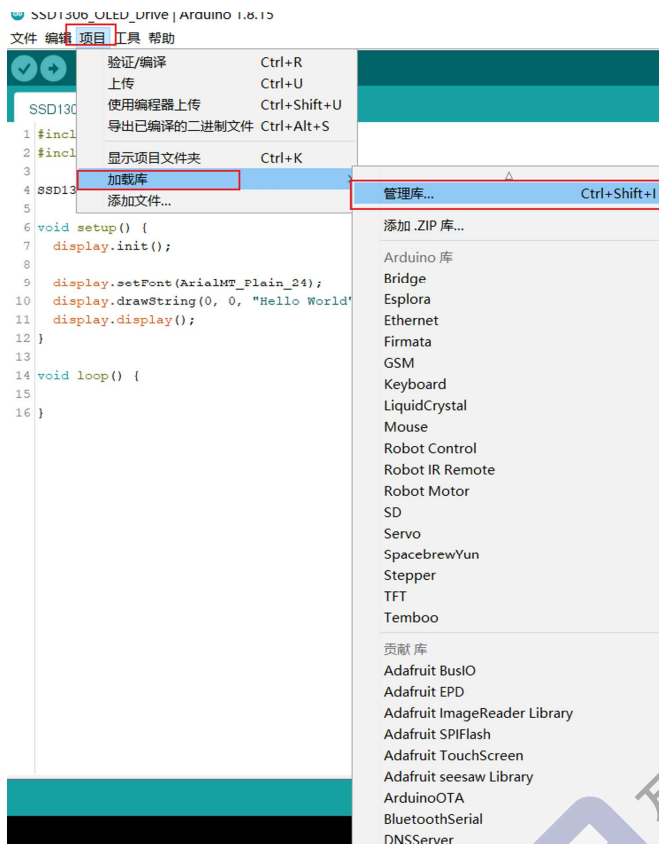 SSD1306_OLED_Drive | Arduino 1.8.15
文件 编辑 项目 工具 帮助
验证/编译 Ctrl+R
上传 Ctrl+U
使用编程器上传 Ctrl+Shift+U
导出已编译的二进制文件 Ctrl+Alt+S
显示项目文件夹 Ctrl+K
加载库
添加文件...
管理库... Ctrl+Shift+I
添加 .ZIP 库...
Arduino 库
Bridge
Esplora
Ethernet
Firmata
GSM
Keyboard
LiquidCrystal
Mouse
Robot Control
Robot IR Remote
Robot Motor
SD
Servo
SpacebrewYun
Stepper
TFT
Temboo
贡献 库
Adafruit BusIO
Adafruit EPD
Adafruit ImageReader Library
Adafruit SPIFlash
Adafruit TouchScreen
Adafruit seesaw Library
ArduinoOTA
BluetoothSerial
DNSServer
SSD130
1 #incl
2 #incl
3
4 SSD13
5
6 void setup() {
7 display.init();
8
9 display.setFont(ArialMT_Plain_24);
10 display.drawString(0, 0, "Hello World"
11 display.display();
12 }
13
14 void loop() {
15
16 }